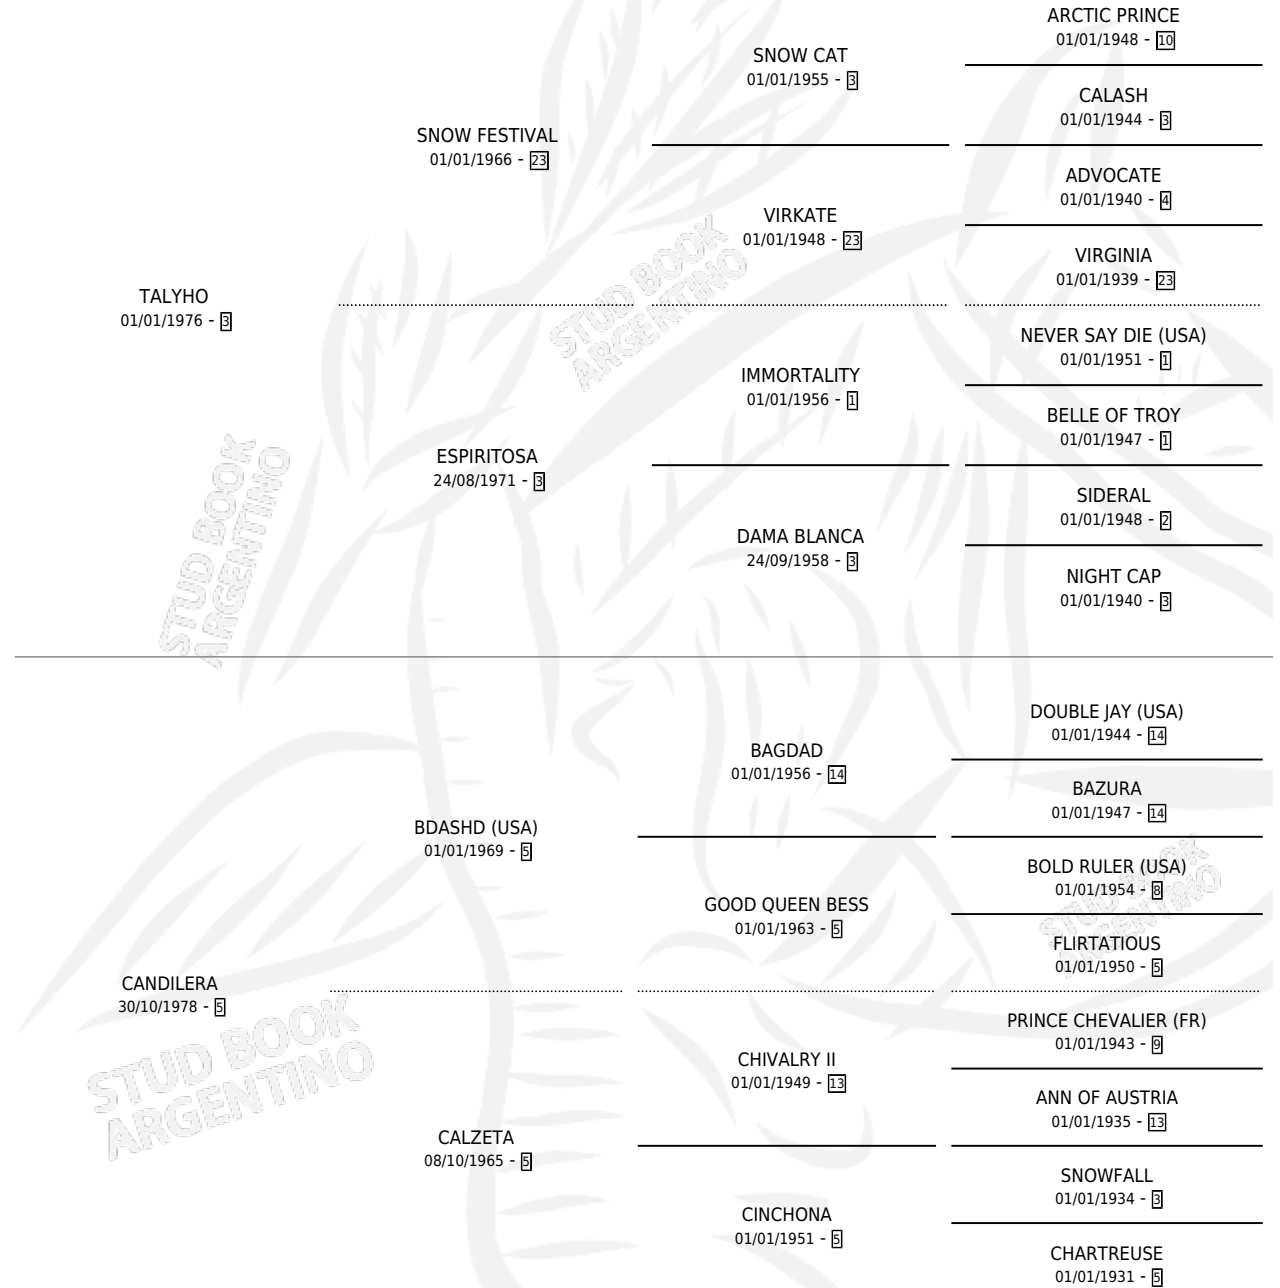 ARCTIC PRINCE
01/01/1948 - 10
SNOW CAT
01/01/1955 - 3
CALASH
01/01/1944 - 3
SNOW FESTIVAL
01/01/1966 - 23
ADVOCATE
01/01/1940 - 4
VIRKATE
01/01/1948 - 23
VIRGINIA
01/01/1939 - 23
TALYHO
01/01/1976 - 3
NEVER SAY DIE (USA)
01/01/1951 - 1
IMMORTALITY
01/01/1956 - 1
BELLE OF TROY
01/01/1947 - 1
ESPIRITOSA
24/08/1971 - 3
SIDERAL
01/01/1948 - 2
DAMA BLANCA
24/09/1958 - 3
NIGHT CAP
01/01/1940 - 3
DOUBLE JAY (USA)
01/01/1944 - 14
BAGDAD
01/01/1956 - 14
BAZURA
01/01/1947 - 14
BDASHD (USA)
01/01/1969 - 5
BOLD RULER (USA)
01/01/1954 - 8
GOOD QUEEN BESS
01/01/1963 - 5
FLIRTATIOUS
01/01/1950 - 5
CANDILERA
30/10/1978 - 5
PRINCE CHEVALIER (FR)
01/01/1943 - 9
CHIVALRY II
01/01/1949 - 13
ANN OF AUSTRIA
01/01/1935 - 13
CALZETA
08/10/1965 - 5
SNOWFALL
01/01/1934 - 3
CINCHONA
01/01/1951 - 5
CHARTREUSE
01/01/1931 - 5
STUD BOOK
ARGENTINO
STUD BOOK
ARGENTINO
STUD BOOK
ARGENTINO
STUD BOOK
ARGENTINO